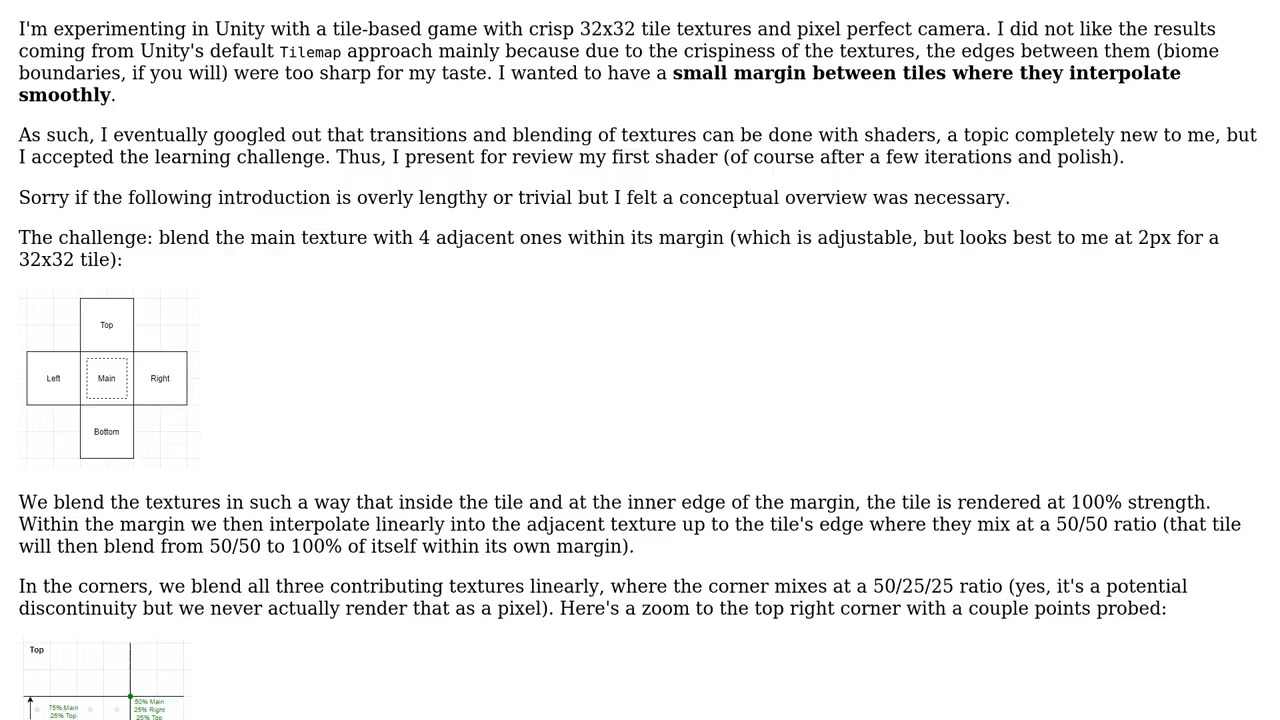 I'm experimenting in Unity with a tile-based game with crisp 32x32 tile textures and pixel perfect camera. I did not like the results
coming from Unity's default Tilemap approach mainly because due to the crispiness of the textures, the edges between them (biome
boundaries, if you will) were too sharp for my taste. I wanted to have a small margin between tiles where they interpolate
smoothly.
As such, I eventually googled out that transitions and blending of textures can be done with shaders, a topic completely new to me, but
I accepted the learning challenge. Thus, I present for review my first shader (of course after a few iterations and polish).
Sorry if the following introduction is overly lengthy or trivial but I felt a conceptual overview was necessary.
The challenge: blend the main texture with 4 adjacent ones within its margin (which is adjustable, but looks best to me at 2px for a
32x32 tile):
Top
Left Main Right
Bottom
We blend the textures in such a way that inside the tile and at the inner edge of the margin, the tile is rendered at 100% strength.
Within the margin we then interpolate linearly into the adjacent texture up to the tile's edge where they mix at a 50/50 ratio (that tile
will then blend from 50/50 to 100% of itself within its own margin).
In the corners, we blend all three contributing textures linearly, where the corner mixes at a 50/25/25 ratio (yes, it's a potential
discontinuity but we never actually render that as a pixel). Here's a zoom to the top right corner with a couple points probed:
Top
50% Main
75% Main 25% Right
25% Top 25% Top